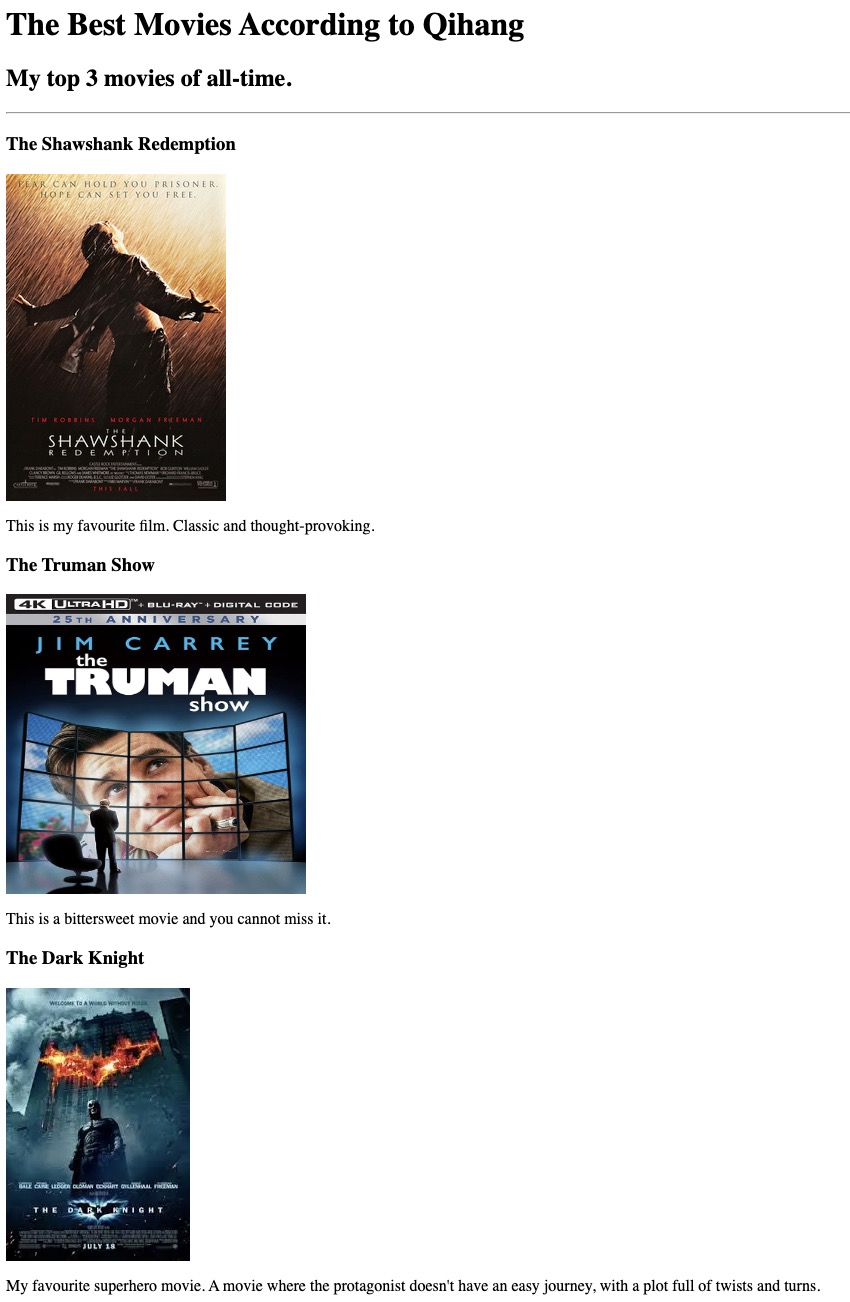 The Best Movies According to Qihang
My top 3 movies of all-time.
The Shawshank Redemption
FEAR CAN HOLD YOU PRISONER.
HOPE CAN SET YOU FREE.
TIM ROBBINS MORGAN FREEMAN
THE
SHAWSHANK
REDEMPTION
THIS FALL
This is my favourite film. Classic and thought-provoking.
The Truman Show
4K ULTRA HD™ + BLU-RAY™ + DIGITAL CODE
25TH ANNIVERSARY
JIM CARREY
the
TRUMAN
show
This is a bittersweet movie and you cannot miss it.
The Dark Knight
WELCOME TO A WORLD WITHOUT RULES.
BALE CAINE LEDGER OLDMAN ECKHART GYLLENHAAL FREEMAN
THE DARK KNIGHT
JULY 18
My favourite superhero movie. A movie where the protagonist doesn't have an easy journey, with a plot full of twists and turns.